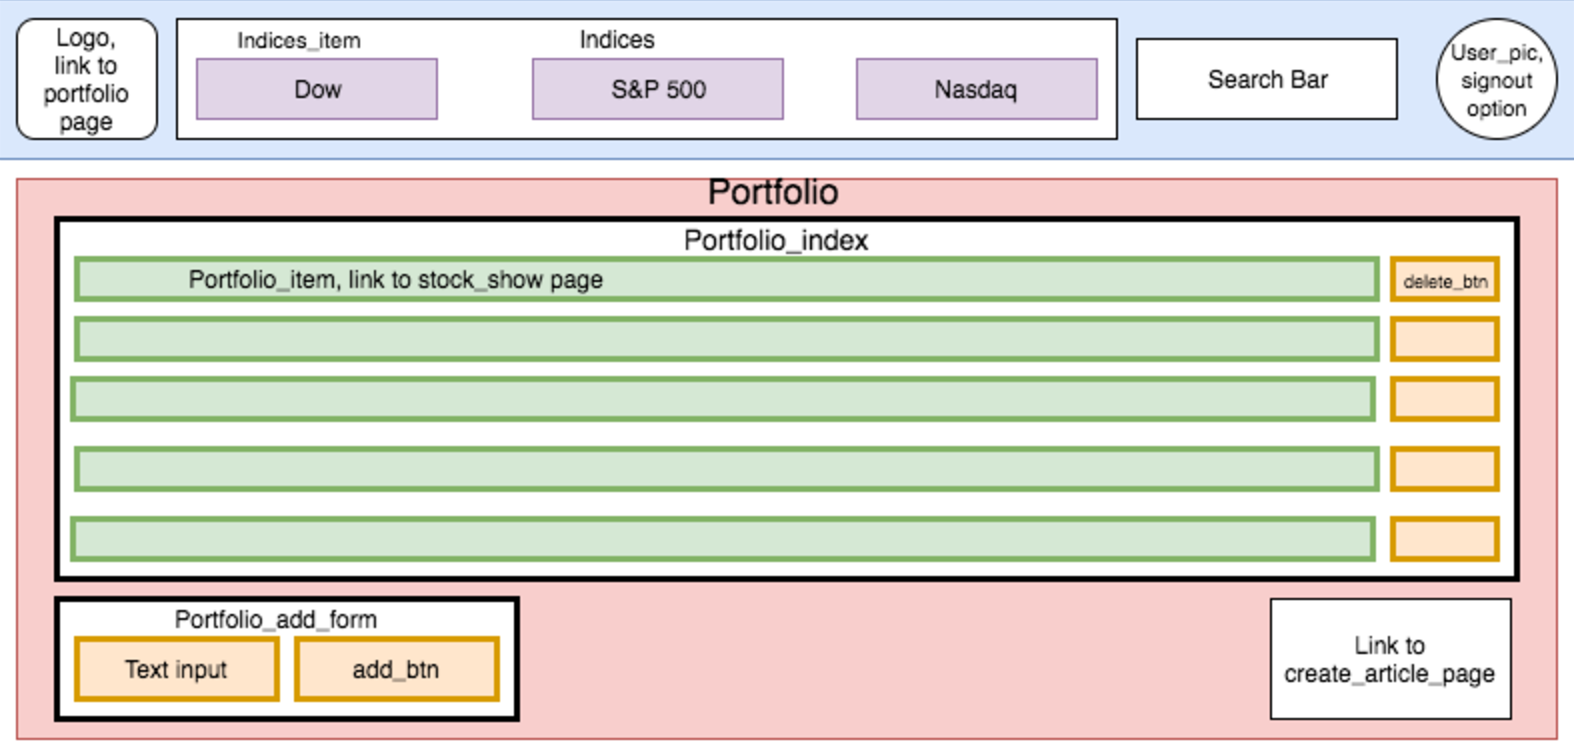 Logo,
link to
portfolio
page
Indices_item
Indices
Dow
S&P 500
Nasdaq
Search Bar
User_pic,
signout
option
Portfolio
Portfolio_index
Portfolio_item, link to stock_show page
delete_btn
Portfolio_add_form
Text input
add_btn
Link to
create_article_page